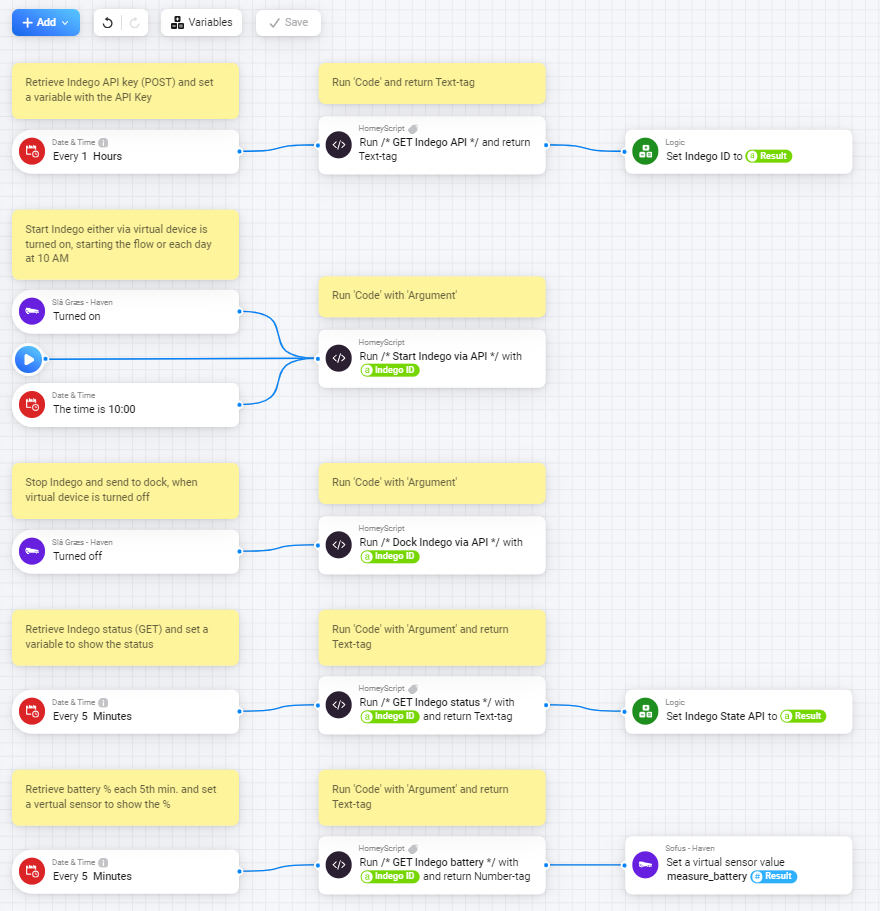 Add
Variables
Save
Retrieve Indego API key (POST) and set
a variable with the API Key
Run 'Code' and return Text-tag
Date & Time
Every 1 Hours
HomeyScript
Run /* GET Indego API */ and return
Text-tag
Logic
Set Indego ID to Result
Start Indego either via virtual device is
turned on, starting the flow or each day
at 10 AM
Run 'Code' with 'Argument'
Slå Græs - Haven
Turned on
HomeyScript
Run /* Start Indego via API */ with
Indego ID
Date & Time
The time is 10:00
Stop Indego and send to dock, when
virtual device is turned off
Run 'Code' with 'Argument'
Slå Græs - Haven
Turned off
HomeyScript
Run /* Dock Indego via API */ with
Indego ID
Retrieve Indego status (GET) and set a
variable to show the status
Run 'Code' with 'Argument' and return
Text-tag
Date & Time
Every 5 Minutes
HomeyScript
Run /* GET Indego status */ with
a Indego ID and return Text-tag
Logic
Set Indego State API to a Result
Retrieve battery % each 5th min. and set
a vertual sensor to show the %
Run 'Code' with 'Argument' and return
Text-tag
Date & Time
Every 5 Minutes
HomeyScript
Run /* GET Indego battery */ with
a Indego ID and return Number-tag
Sofus - Haven
Set a virtual sensor value
measure_battery # Result